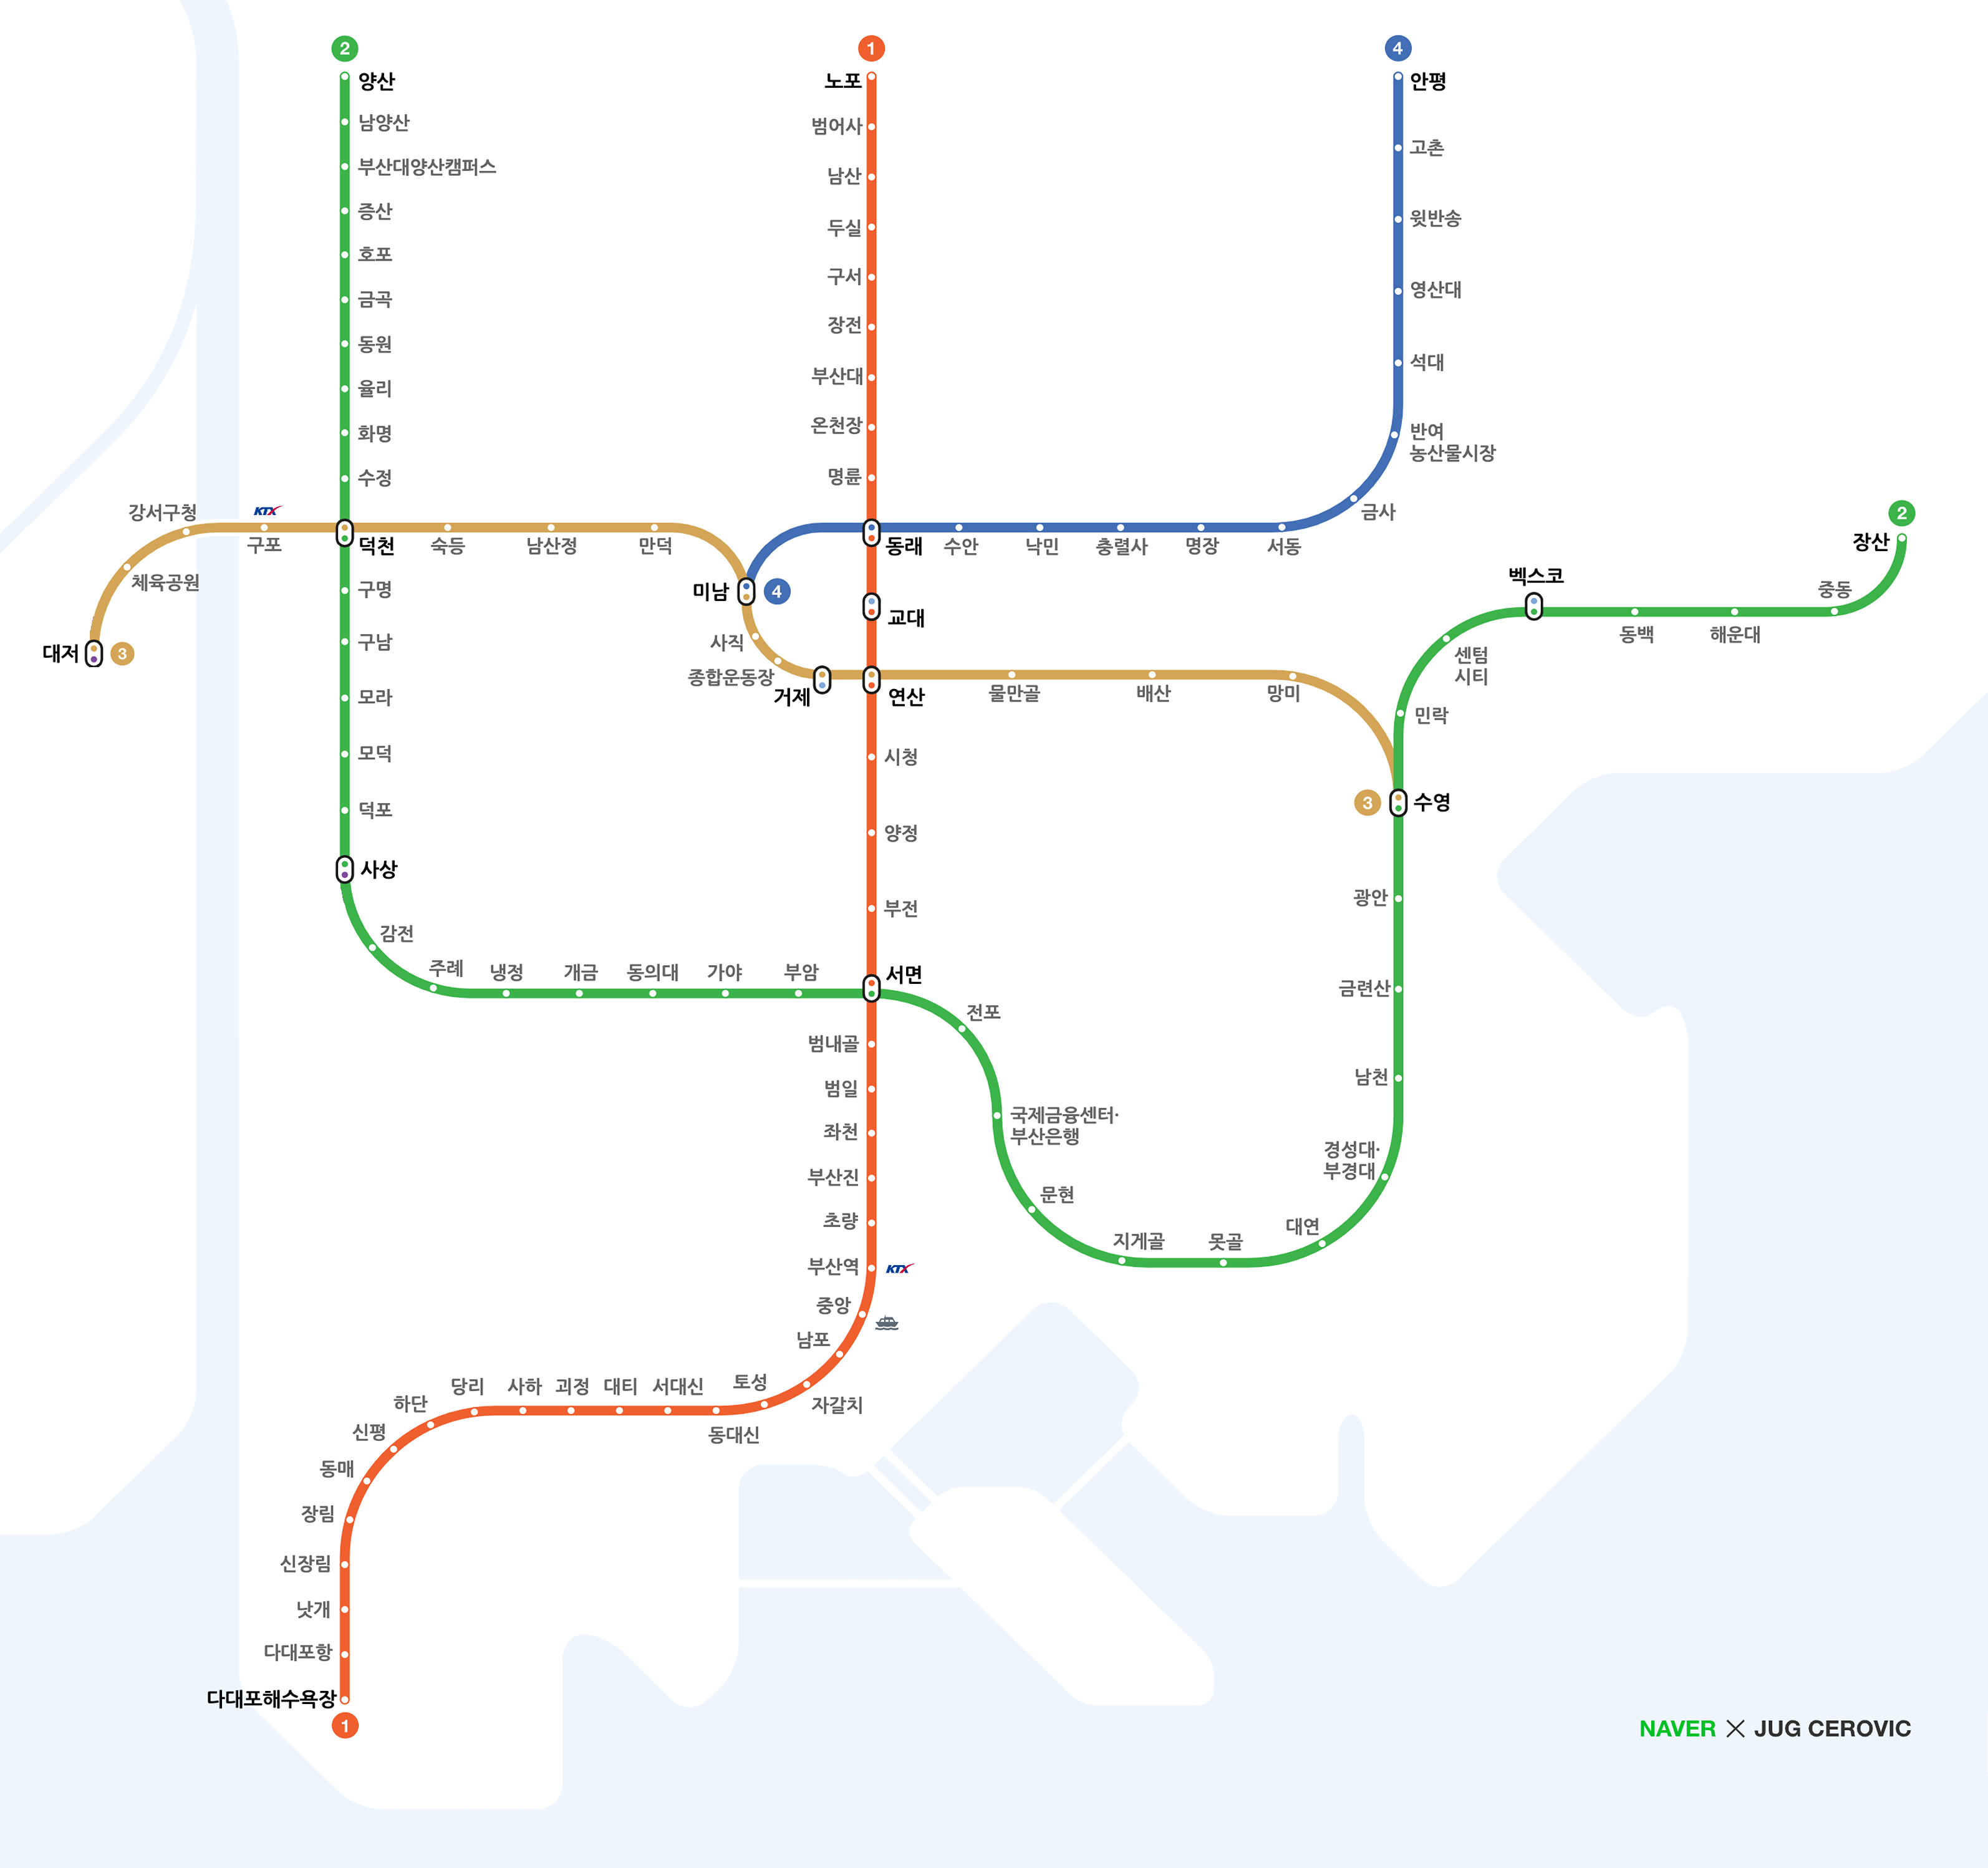 2
1
4
양산
노포
안평
남양산
범어사
고촌
부산대양산캠퍼스
남산
윗반송
증산
두실
영산대
호포
구서
석대
금곡
장전
반여
농산물시장
동원
부산대
금사
율리
온천장
화명
명륜
수정
강서구청
KTX
구포
덕천
숙등
남산정
만덕
동래
수안
낙민
충렬사
명장
서동
2
장산
체육공원
구명
미남
4
벡스코
중동
대저
3
구남
사직
교대
동백
해운대
센텀
시티
종합운동장
거제
연산
물만골
배산
망미
민락
모라
모덕
시청
덕포
양정
3
수영
사상
부전
광안
감전
주례
냉정
개금
동의대
가야
부암
서면
금련산
전포
범내골
남천
범일
국제금융센터·
부산은행
좌천
경성대·
부경대
부산진
문현
초량
지게골
못골
대연
부산역
KTX
중앙
남포
당리
사하
괴정
대티
서대신
토성
자갈치
하단
동대신
신평
동매
장림
신장림
낫개
다대포항
다대포해수욕장
1
NAVER × JUG CEROVIC